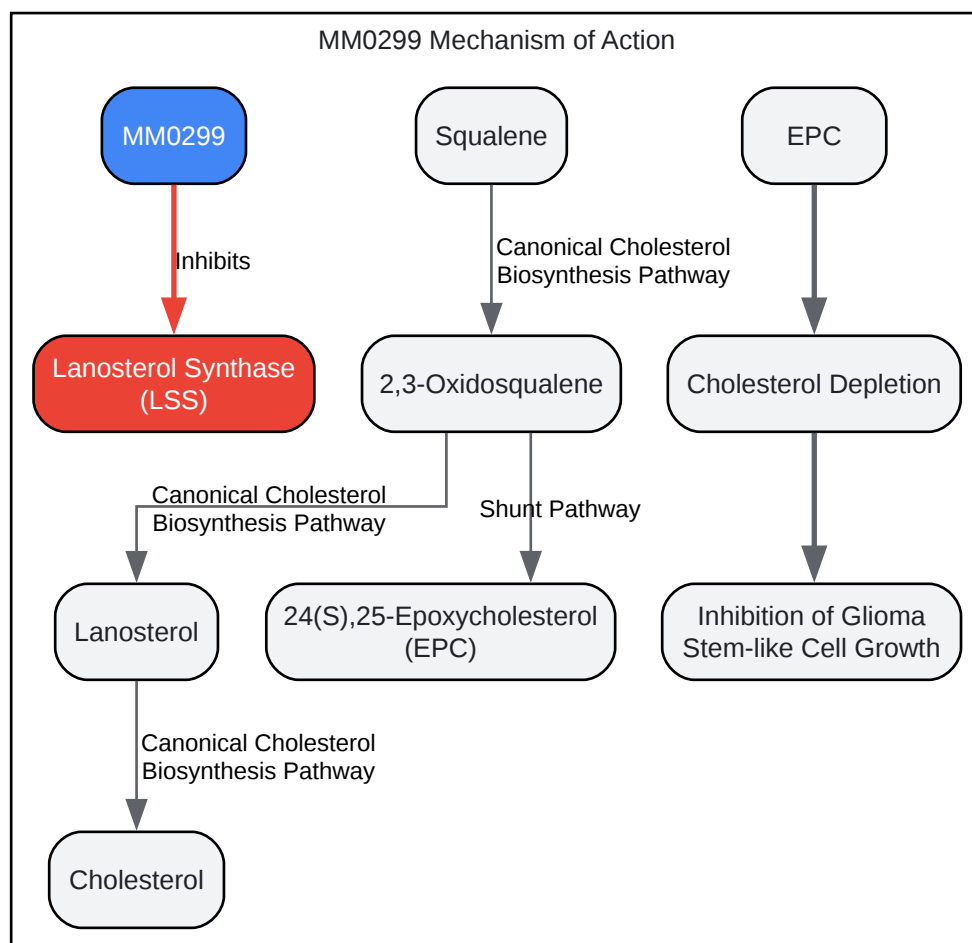 MM0299 Mechanism of Action
MM0299
Squalene
EPC
Inhibits
Canonical Cholesterol
Biosynthesis Pathway
Lanosterol Synthase
(LSS)
2,3-Oxidosqualene
Cholesterol Depletion
Canonical Cholesterol
Biosynthesis Pathway
Shunt Pathway
Lanosterol
24(S),25-Epoxycholesterol
(EPC)
Inhibition of Glioma
Stem-like Cell Growth
Canonical Cholesterol
Biosynthesis Pathway
Cholesterol